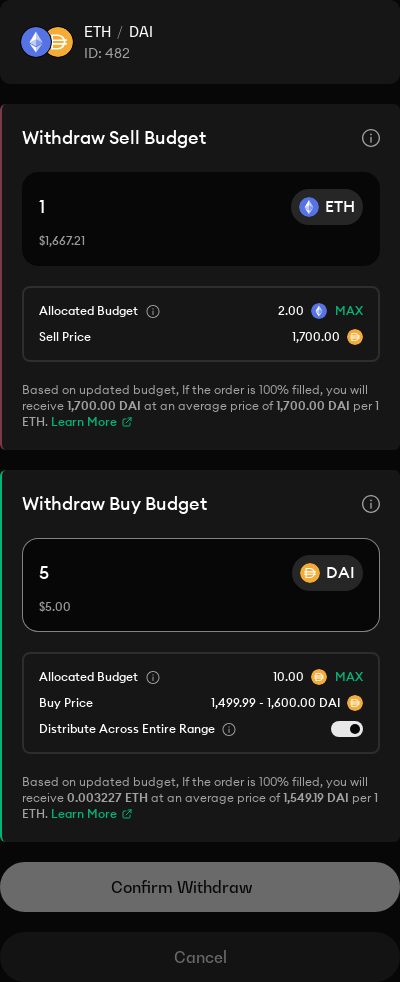 ETH / DAI
ID: 482
Withdraw Sell Budget
1 ETH
$1,667.21
Allocated Budget 2.00 MAX
Sell Price 1,700.00
Based on updated budget, If the order is 100% filled, you will
receive 1,700.00 DAI at an average price of 1,700.00 DAI per 1
ETH. Learn More
Withdraw Buy Budget
5 DAI
$5.00
Allocated Budget 10.00 MAX
Buy Price 1,499.99 - 1,600.00 DAI
Distribute Across Entire Range
Based on updated budget, If the order is 100% filled, you will
receive 0.003227 ETH at an average price of 1,549.19 DAI per 1
ETH. Learn More
Confirm Withdraw
Cancel